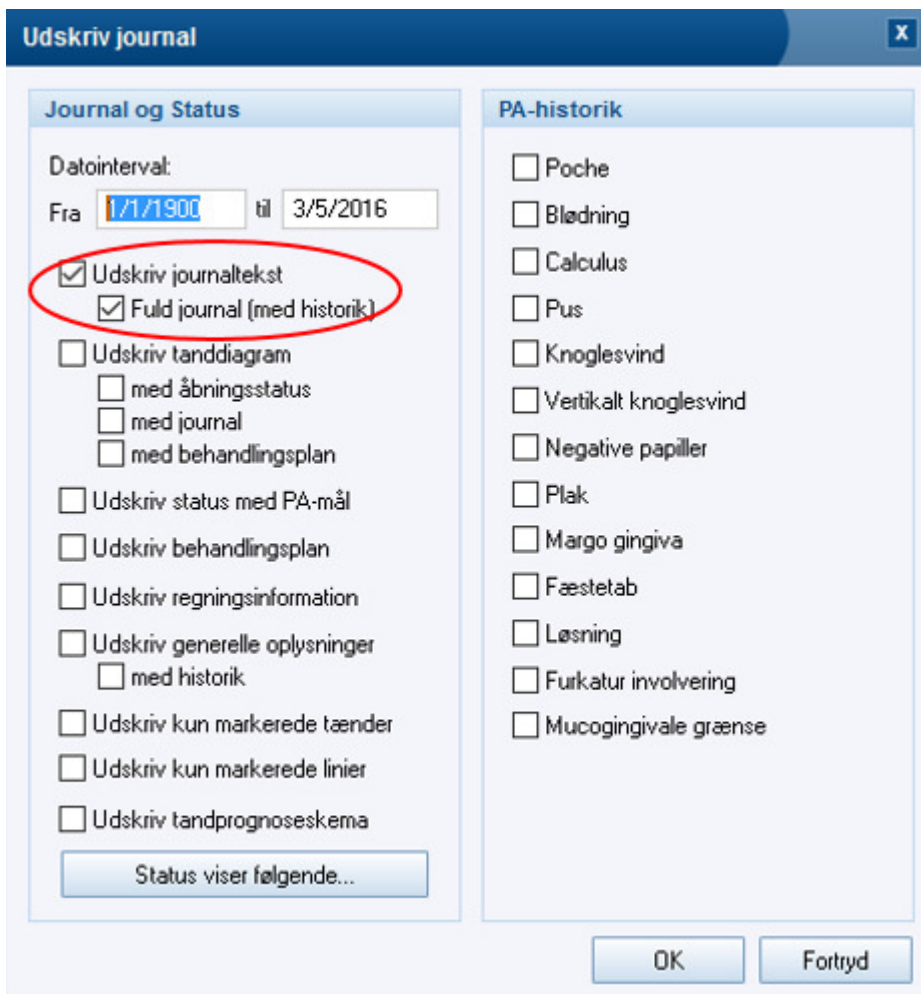 Udskriv journal
x
Journal og Status
Datointerval:
Fra 1/1/1900 til 3/5/2016
Udskriv journaltekst
Fuld journal (med historik)
Udskriv tanddiagram
med åbningsstatus
med journal
med behandlingsplan
Udskriv status med PA-mål
Udskriv behandlingsplan
Udskriv regningsinformation
Udskriv generelle oplysninger
med historik
Udskriv kun markerede tænder
Udskriv kun markerede linier
Udskriv tandprognoseskema
Status viser følgende...
PA-historik
Poche
Blødning
Calculus
Pus
Knoglesvind
Vertikalt knoglesvind
Negative papiller
Plak
Margo gingiva
Fæstetab
Løsning
Furkatur involvering
Mucogingivale grænse
OK
Fortryd